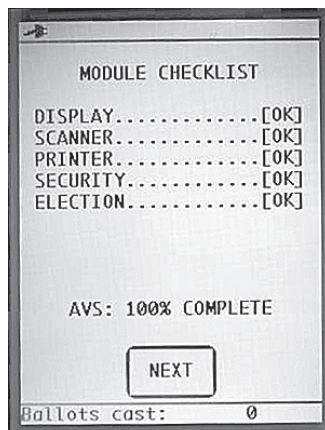 MODULE CHECKLIST
DISPLAY.............[OK]
SCANNER.............[OK]
PRINTER.............[OK]
SECURITY............[OK]
ELECTION............[OK]
AVS: 100% COMPLETE
NEXT
Ballots cast: 0